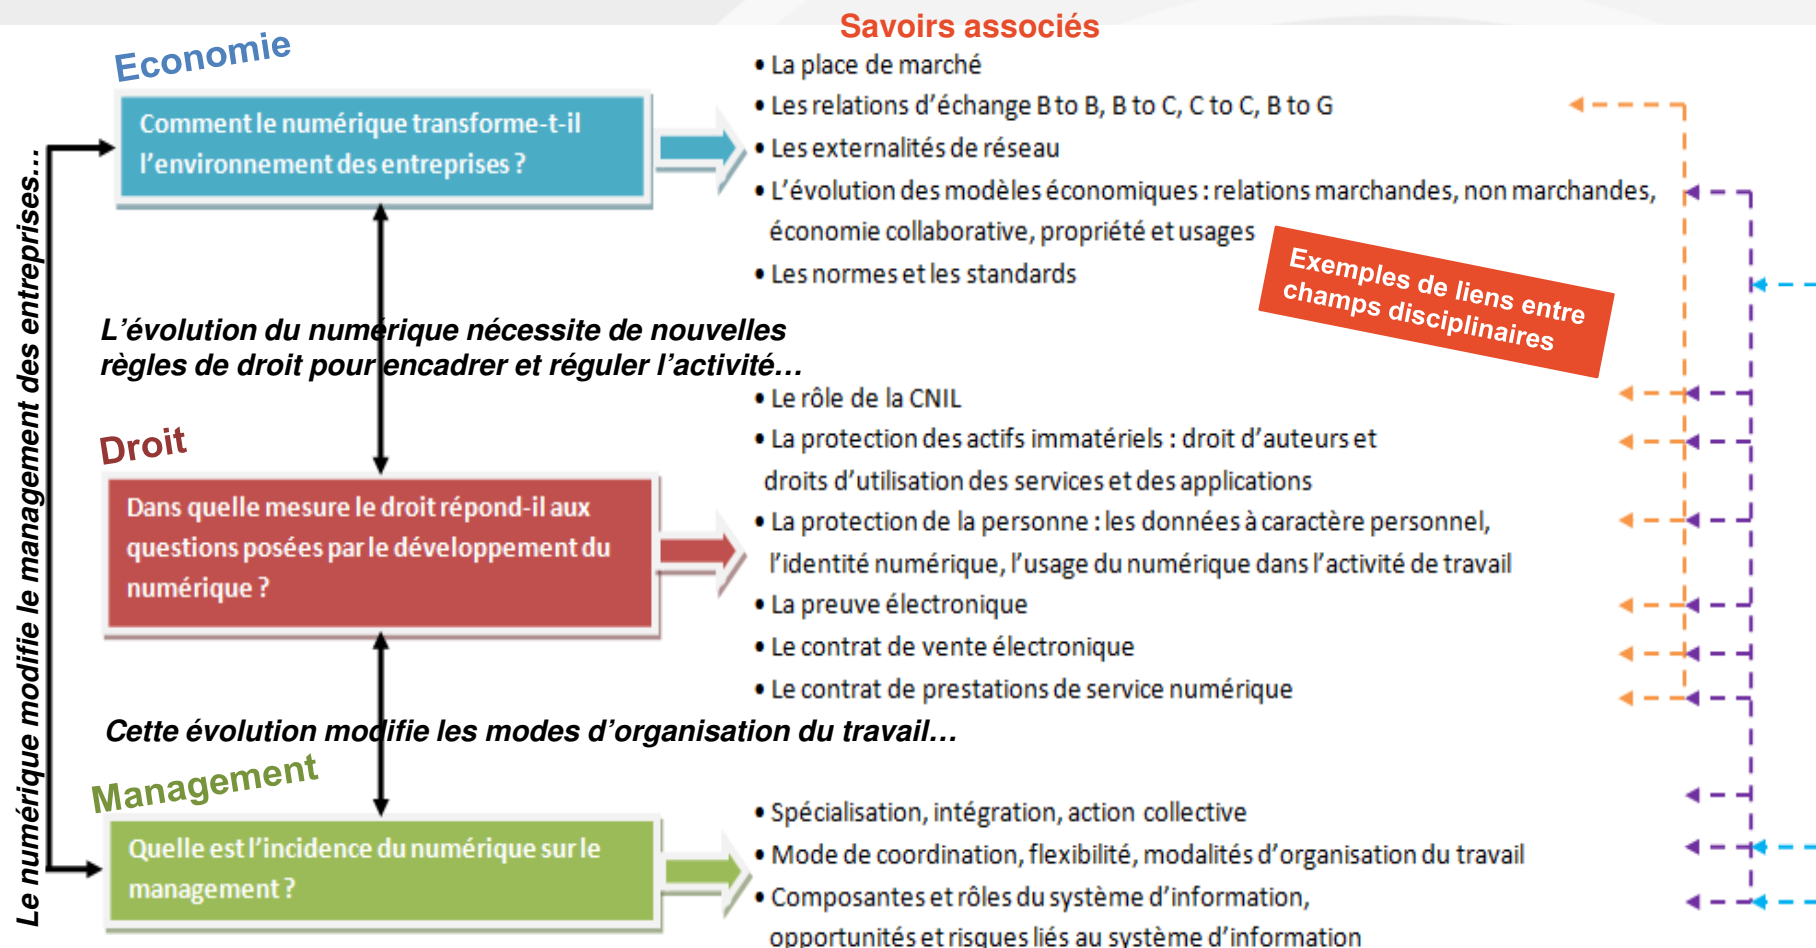 Savoirs associés
Economie
Comment le numérique transforme-t-il
l'environnement des entreprises ?
• La place de marché
• Les relations d'échange B to B, B to C, C to C, B to G
• Les externalités de réseau
• L'évolution des modèles économiques : relations marchandes, non marchandes,
économie collaborative, propriété et usages
• Les normes et les standards
Exemples de liens entre
champs disciplinaires
Le numérique modifie le management des entreprises...
L'évolution du numérique nécessite de nouvelles
règles de droit pour encadrer et réguler l'activité...
Droit
Dans quelle mesure le droit répond-il aux
questions posées par le développement du
numérique ?
• Le rôle de la CNIL
• La protection des actifs immatériels : droit d'auteurs et
droits d'utilisation des services et des applications
• La protection de la personne : les données à caractère personnel,
l'identité numérique, l'usage du numérique dans l'activité de travail
• La preuve électronique
• Le contrat de vente électronique
• Le contrat de prestations de service numérique
Cette évolution modifie les modes d'organisation du travail...
Management
Quelle est l'incidence du numérique sur le
management ?
• Spécialisation, intégration, action collective
• Mode de coordination, flexibilité, modalités d'organisation du travail
• Composantes et rôles du système d'information,
opportunités et risques liés au système d'information